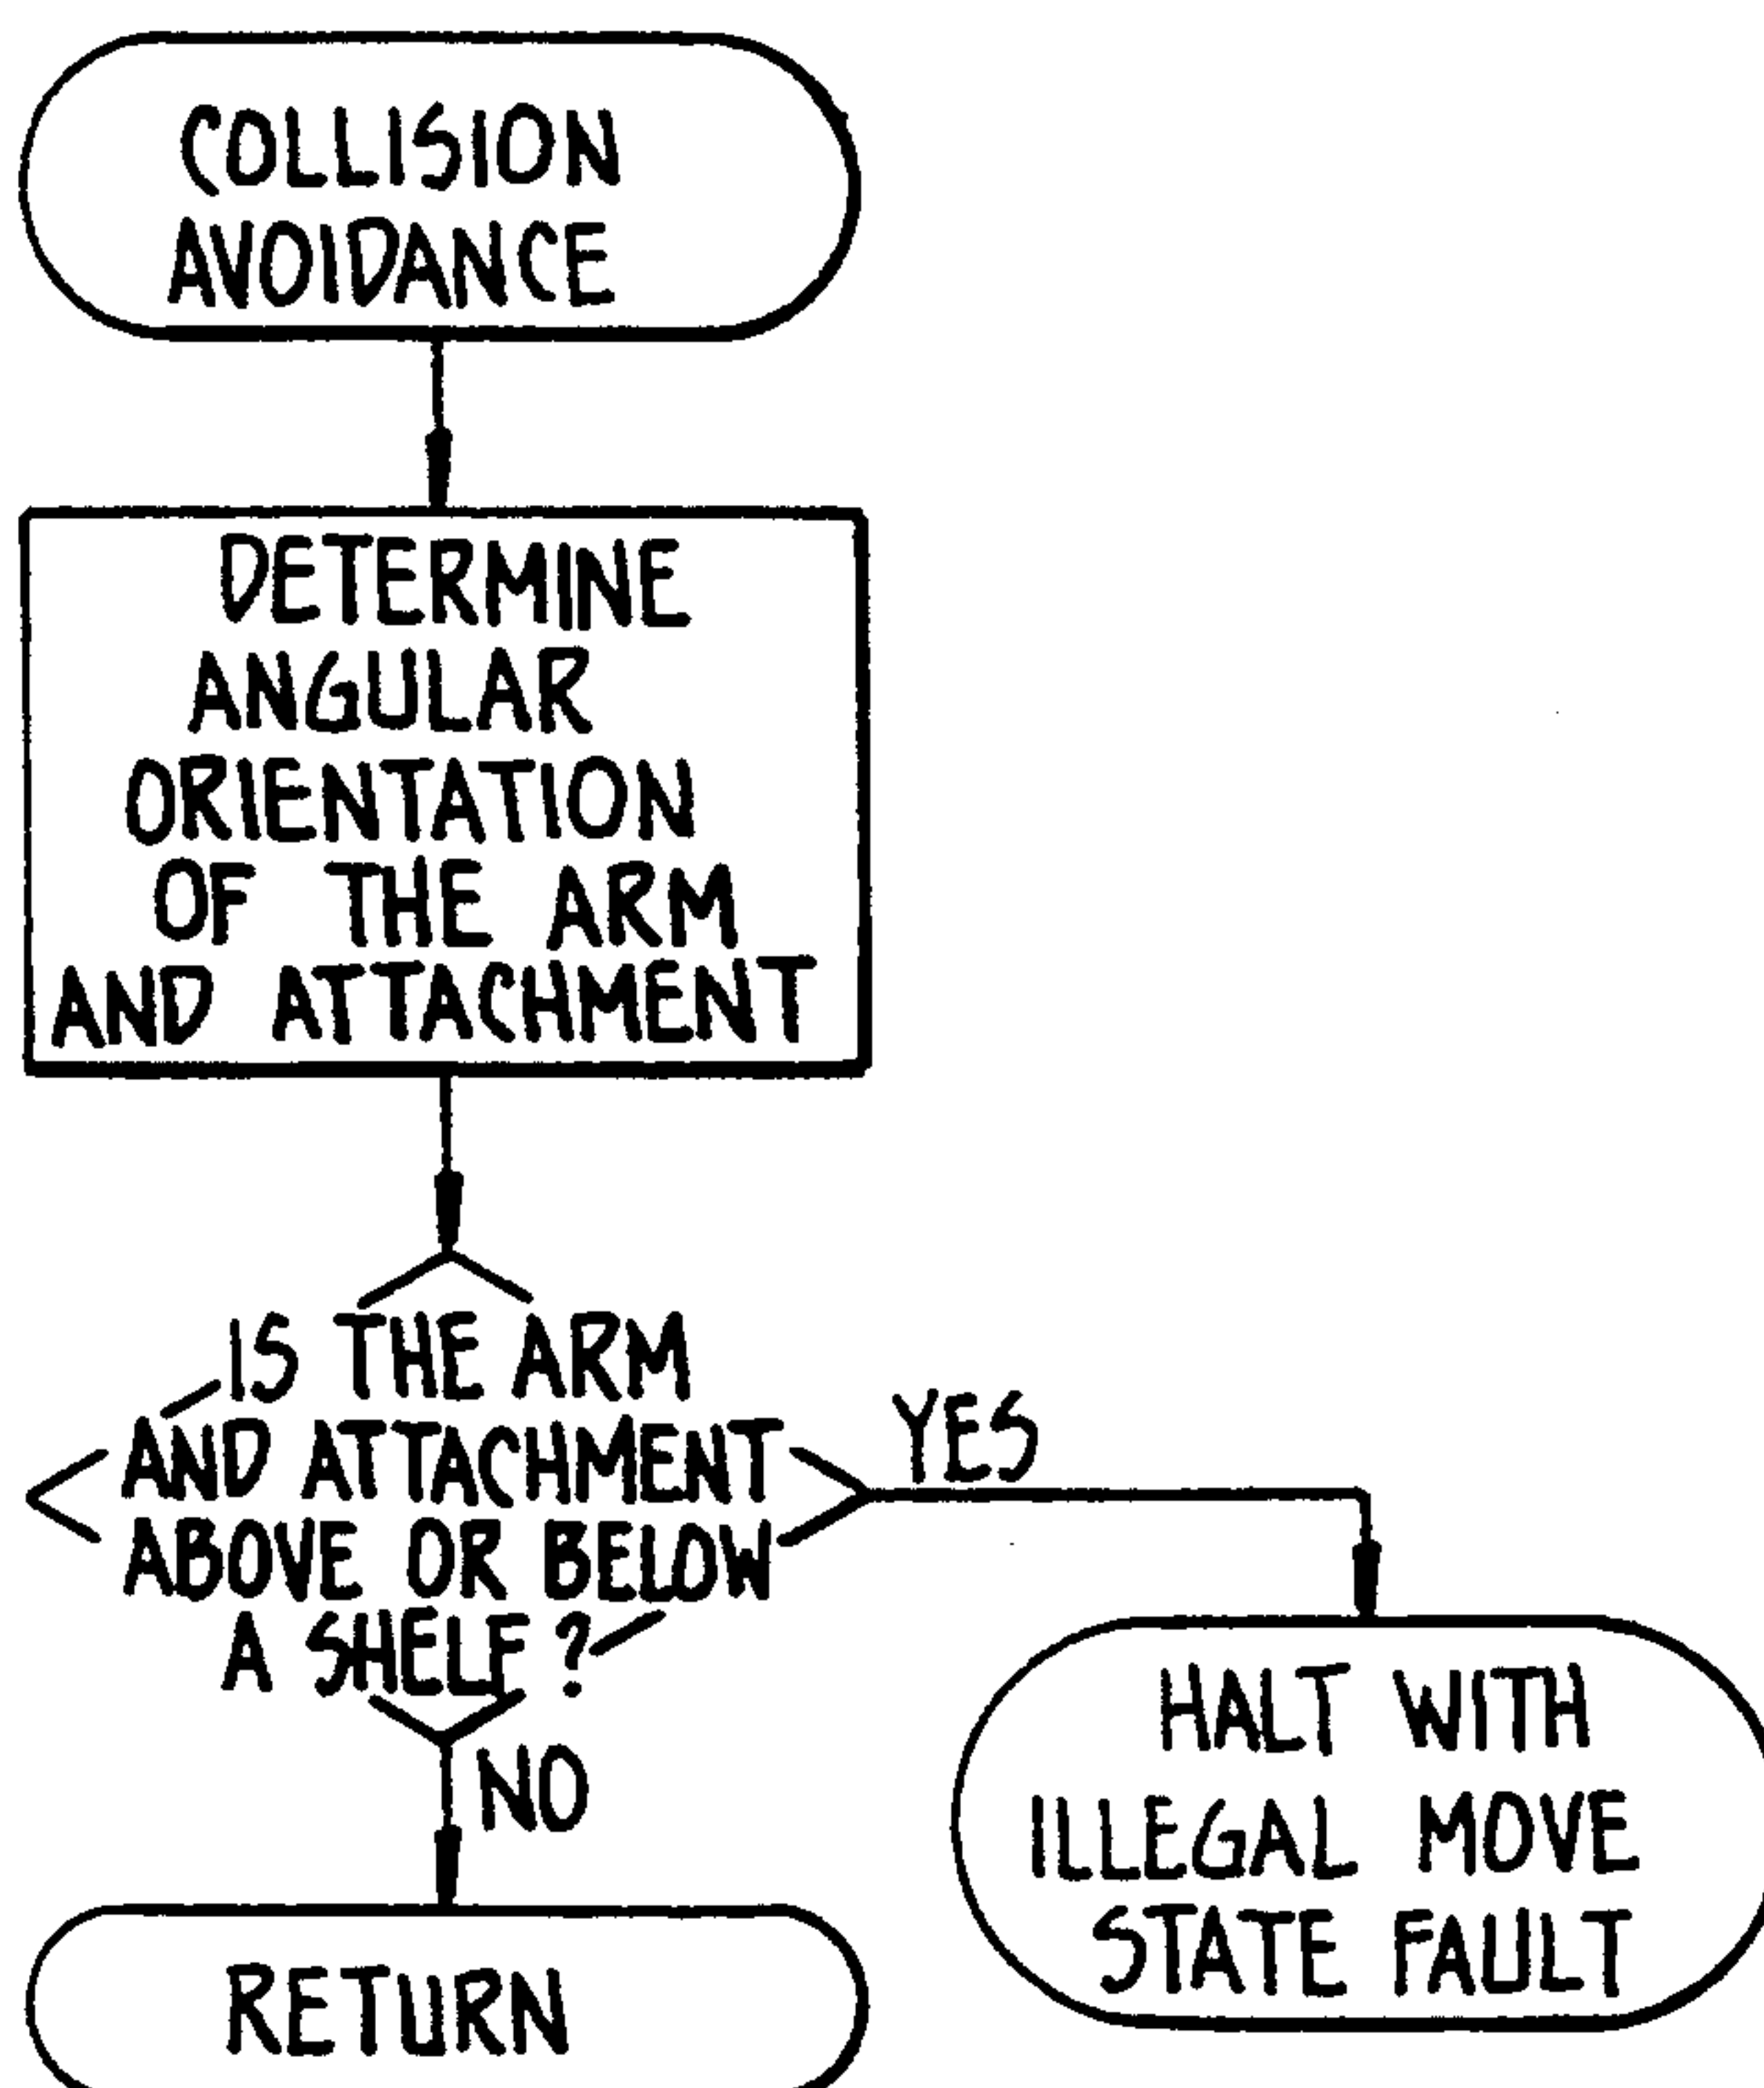 COLLISION
AVOIDANCE
DETERMINE
ANGULAR
ORIENTATION
OF THE ARM
AND ATTACHMENT
IS THE ARM
AND ATTACHMENT
ABOVE OR BELOW
A SHELF?
YES
NO
HALT WITH
ILLEGAL MOVE
STATE FAULT
RETURN